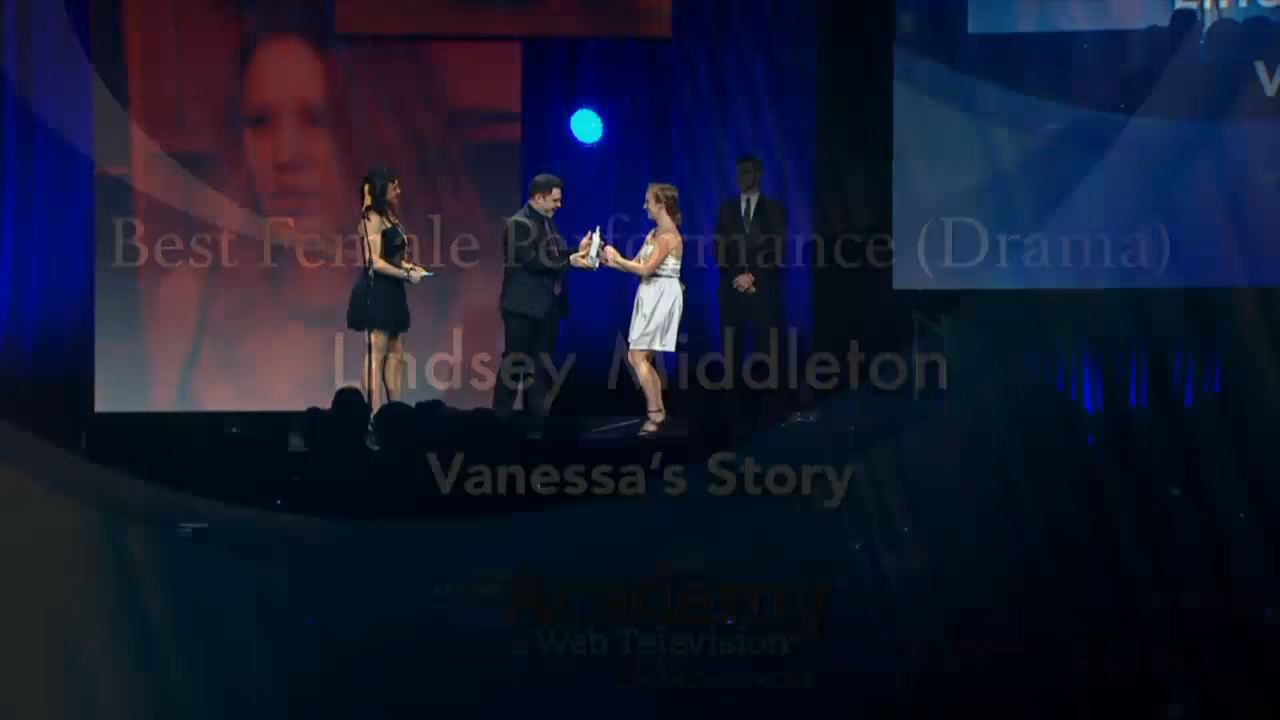 Best Female Performance (Drama)
Lindsey Middleton
Vanessa's Story
Academy
Web Television